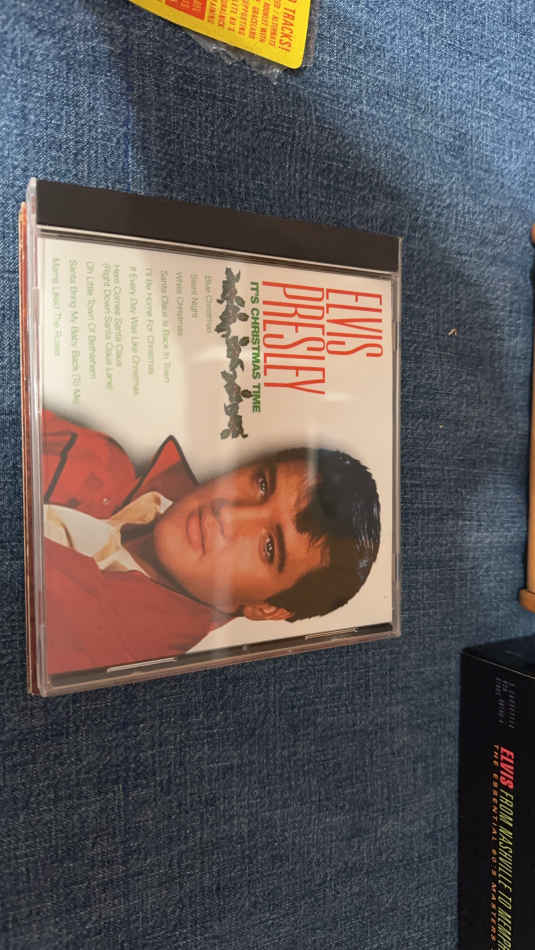 ELVIS
PRESLEY
IT'S CHRISTMAS TIME
Blue Christmas
Silent Night
White Christmas
Santa Claus Is Back In Town
I'll Be Home For Christmas
If Every Day Was Like Christmas
Here Comes Santa Claus
(Right Down Santa Claus Lane)
Oh Little Town Of Bethlehem
Santa Bring My Baby Back (To Me)
Mama Liked The Roses
TRACKS!
ELVIS FROM NASHVILLE TO
THE ESSENTIAL 60'S MASTERS